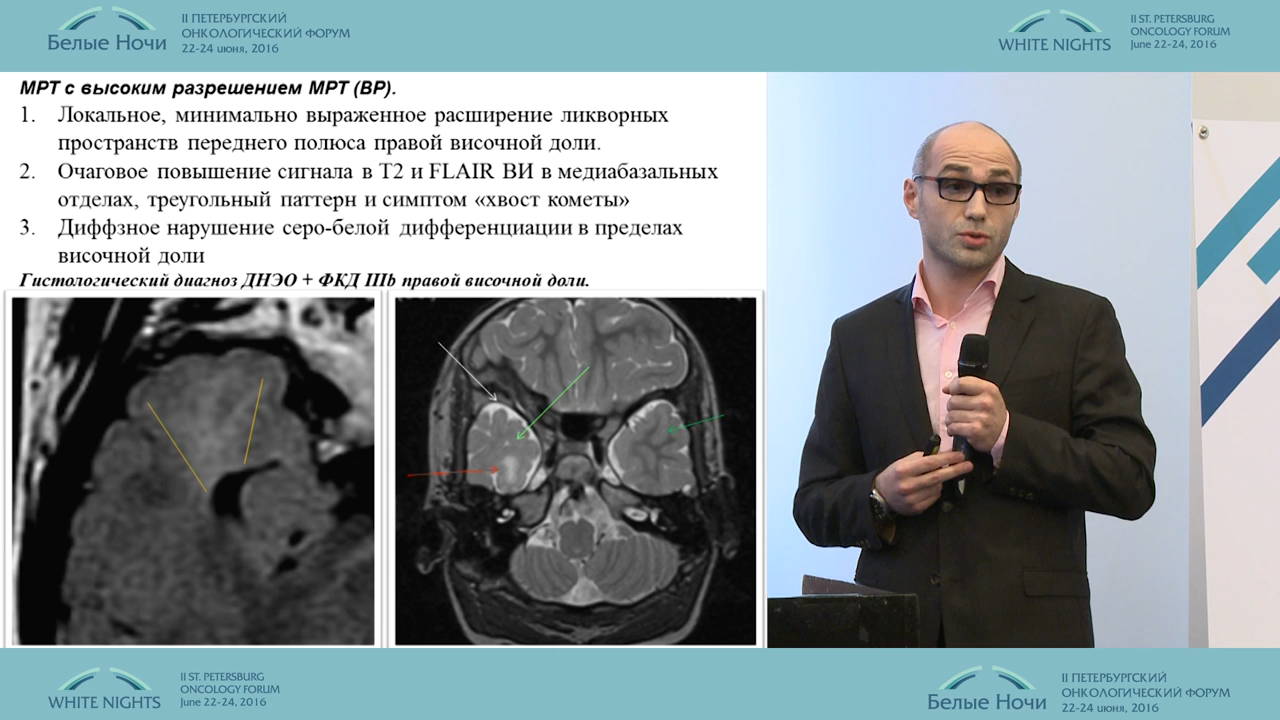 II ПЕТЕРБУРГСКИЙ
ОНКОЛОГИЧЕСКИЙ ФОРУМ
Белые Ночи
22-24 июня, 2016
II ST. PETERSBURG
ONCOLOGY FORUM
WHITE NIGHTS
June 22-24, 2016
МРТ с высоким разрешением МРТ (ВР).
1. Локальное, минимально выраженное расширение ликворных
пространств переднего полюса правой височной доли.
2. Очаговое повышение сигнала в Т2 и FLAIR ВИ в медиабазальных
отделах, треугольный паттерн и симптом «хвост кометы»
3. Диффзное нарушение серо-белой дифференциации в пределах
височной доли
Гистологический диагноз ДНЭО + ФКД IIIb правой височной доли.
II ST. PETERSBURG
ONCOLOGY FORUM
WHITE NIGHTS
June 22-24, 2016
II ПЕТЕРБУРГСКИЙ
ОНКОЛОГИЧЕСКИЙ ФОРУМ
Белые Ночи
22-24 июня, 2016